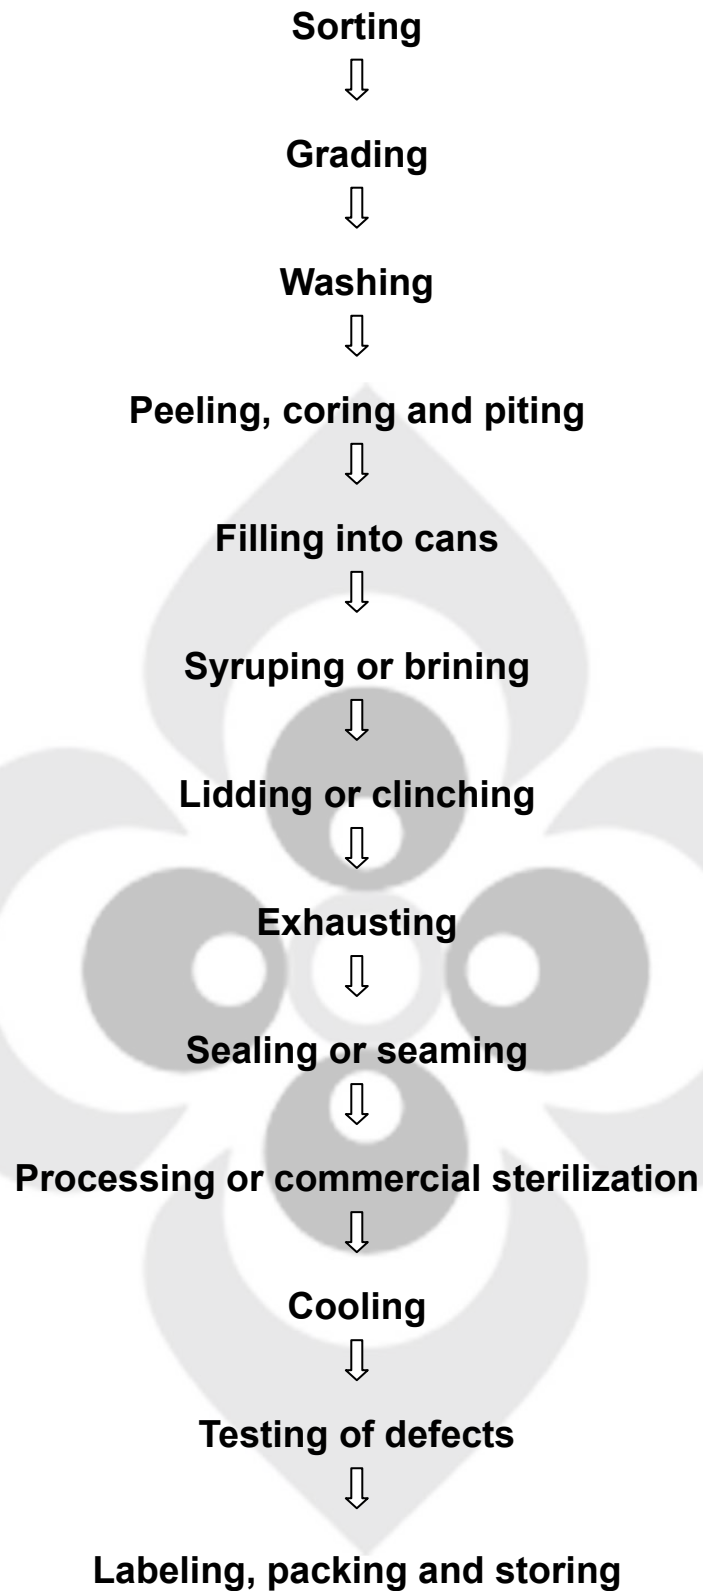 Sorting
Grading
Washing
Peeling, coring and piting
Filling into cans
Syruping or brining
Lidding or clinching
Exhausting
Sealing or seaming
Processing or commercial sterilization
Cooling
Testing of defects
Labeling, packing and storing